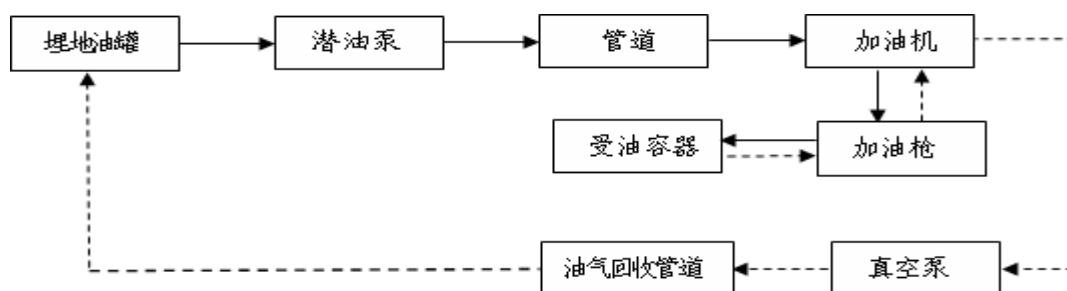 埋地油罐
潜油泵
管道
加油机
受油容器
加油枪
油气回收管道
真空泵